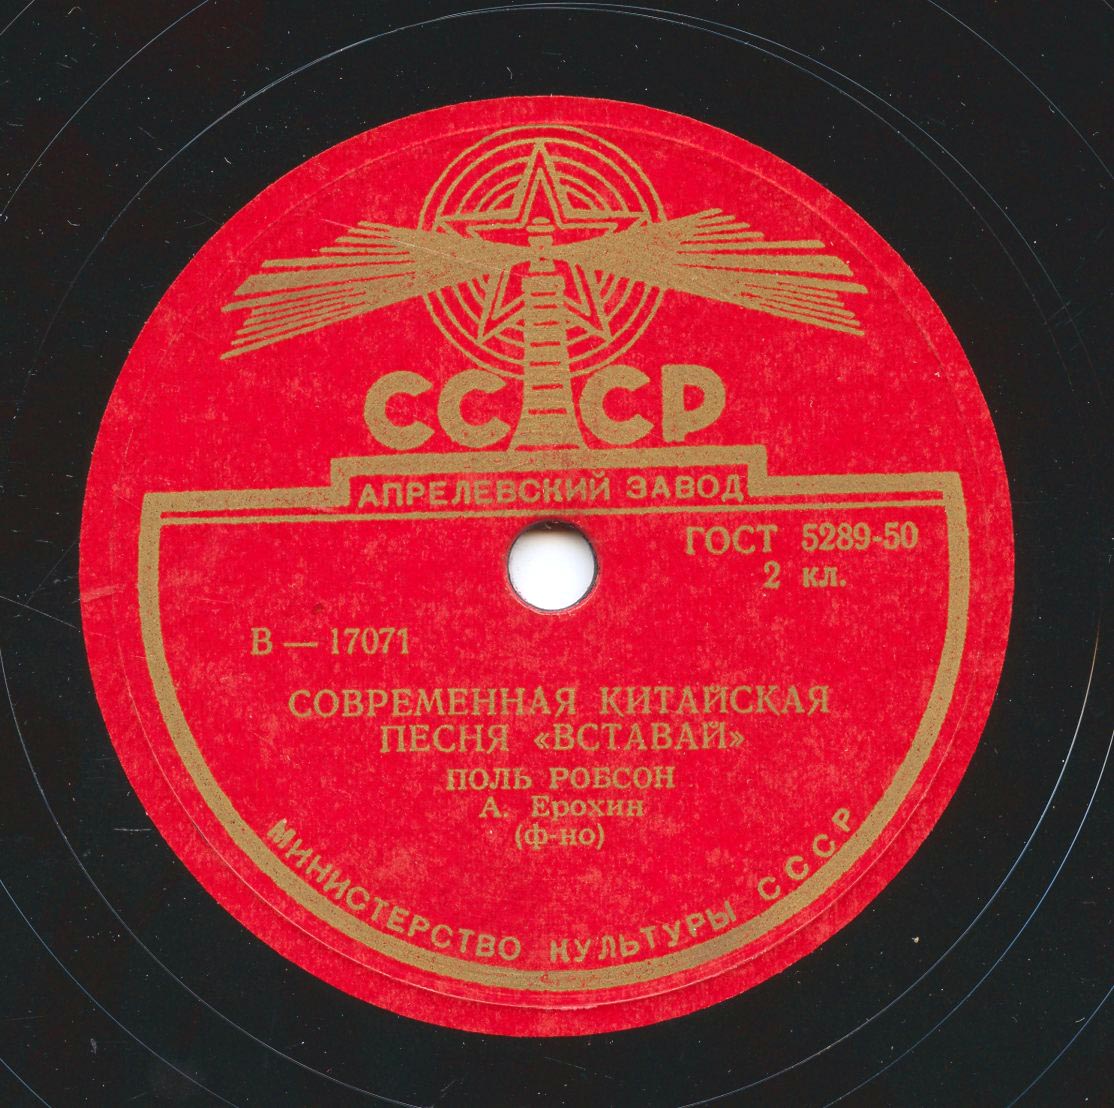 СССР
АПРЕЛЕВСКИЙ ЗАВОД
ГОСТ 5289-50
2 кл.
В — 17071
СОВРЕМЕННАЯ КИТАЙСКАЯ
ПЕСНЯ «ВСТАВАЙ»
ПОЛЬ РОБСОН
А. Ерохин
(ф-но)
МИНИСТЕРСТВО КУЛЬТУРЫ СССР